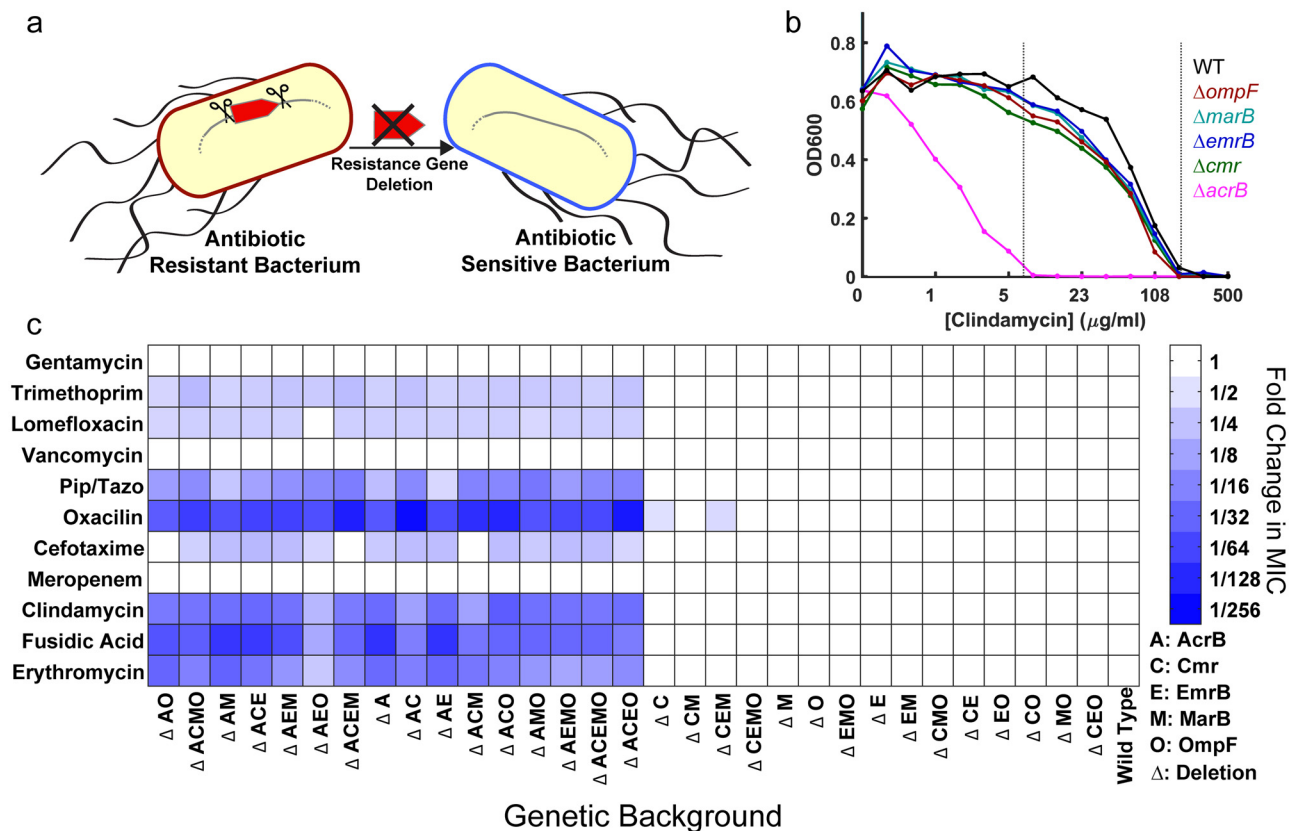 a
Resistance Gene
Deletion
Antibiotic
Resistant Bacterium
Antibiotic
Sensitive Bacterium
b
0.8
0.6
0.4
0.2
0
OD600
0 1 5 23 108 500
[Clindamycin] (μg/ml)
WT
ΔompF
ΔmarB
ΔemrB
Δcmr
ΔacrB
c
Gentamycin
Trimethoprim
Lomefloxacin
Vancomycin
Pip/Tazo
Oxacilin
Cefotaxime
Meropenem
Clindamycin
Fusidic Acid
Erythromycin
Δ AO
Δ ACMO
Δ AM
Δ ACE
Δ AEM
Δ AEO
Δ ACEM
Δ A
Δ AC
Δ AE
Δ ACM
Δ ACO
Δ AMO
Δ AEMO
Δ ACEMO
Δ ACEO
Δ C
Δ CM
Δ CEM
Δ CEMO
Δ M
Δ O
Δ EMO
Δ E
Δ EM
Δ CMO
Δ CE
Δ EO
Δ CO
Δ MO
Δ CEO
Wild Type
Genetic Background
1
1/2
1/4
1/8
1/16
1/32
1/64
1/128
1/256
Fold Change in MIC
A: AcrB
C: Cmr
E: EmrB
M: MarB
O: OmpF
Δ: Deletion